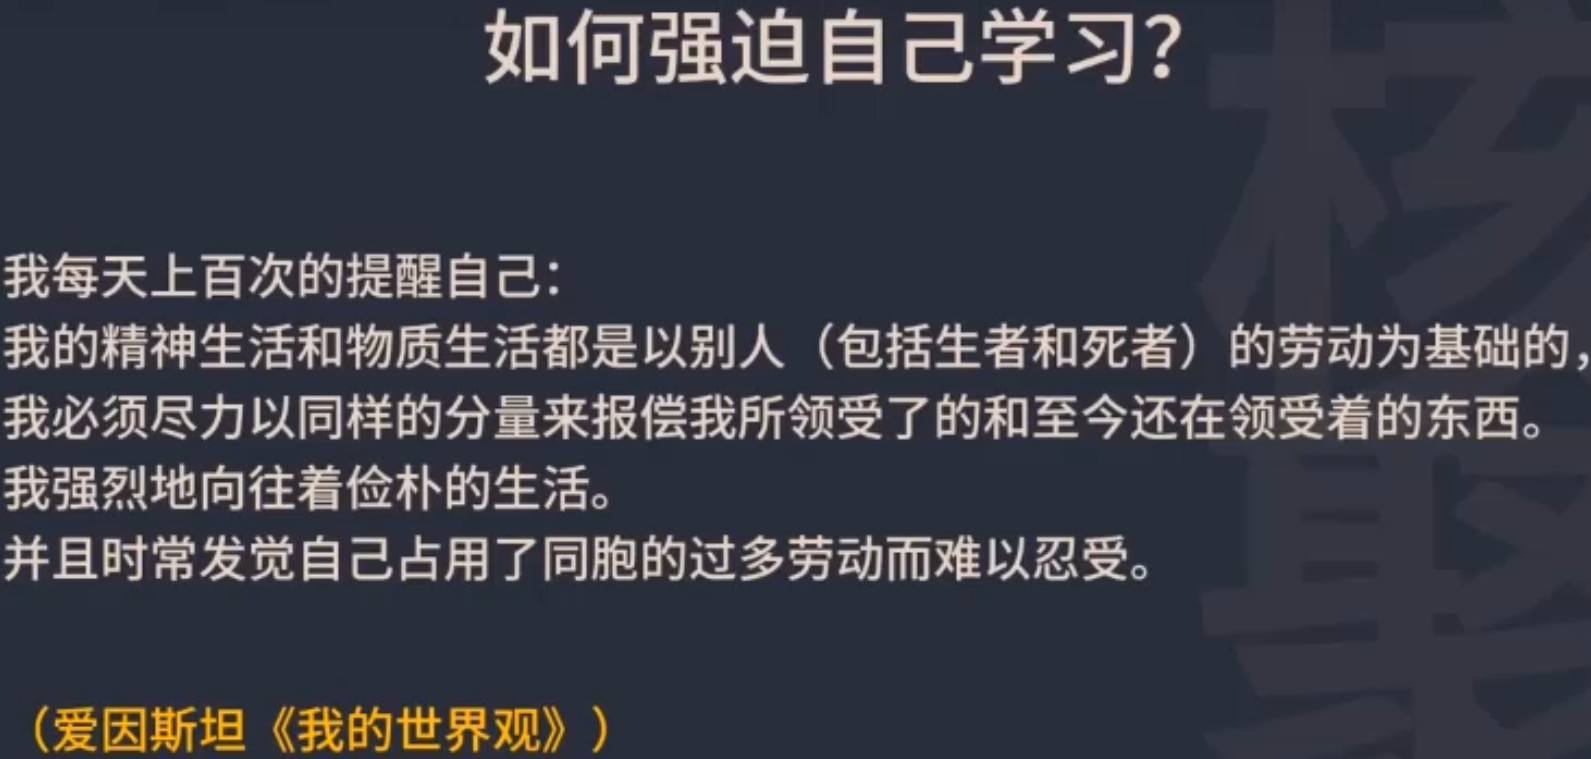 如何强迫自己学习？
我每天上百次的提醒自己：
我的精神生活和物质生活都是以别人（包括生者和死者）的劳动为基础的，
我必须尽力以同样的分量来报偿我所领受了的和至今还在领受着的东西。
我强烈地向往着俭朴的生活。
并且时常发觉自己占用了同胞的过多劳动而难以忍受。
（爱因斯坦《我的世界观》）
核
聚